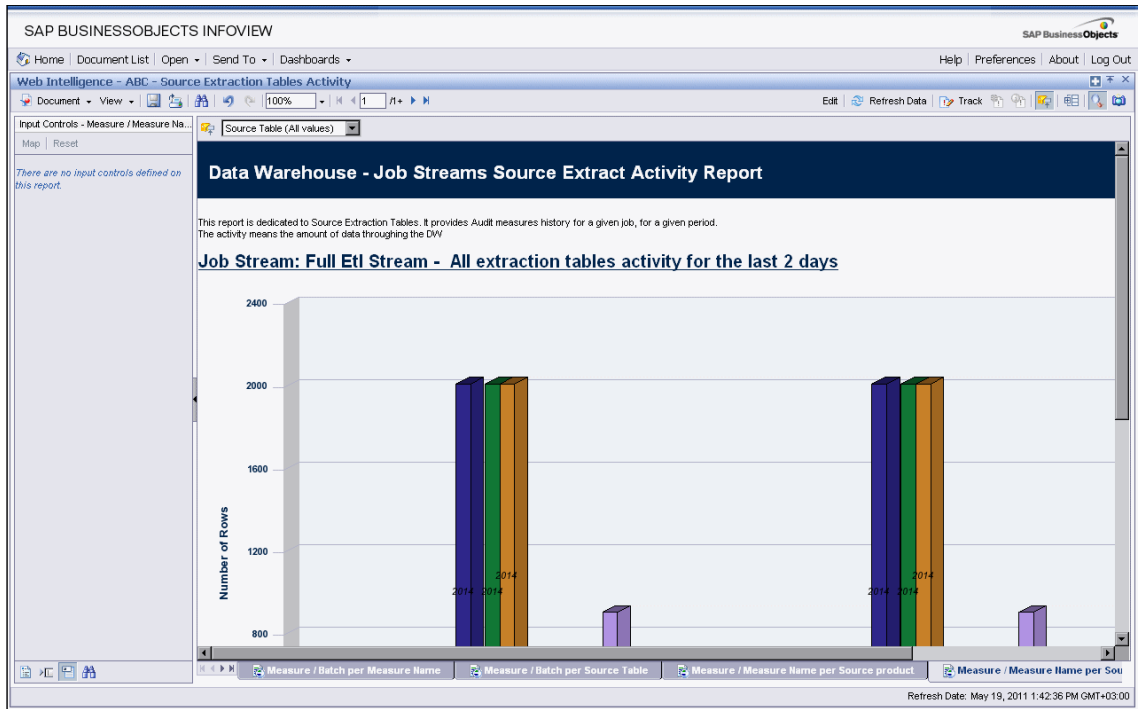 SAP BUSINESSOBJECTS INFOVIEW
SAP BusinessObjects
Home | Document List | Open | Send To | Dashboards
Help | Preferences | About | Log Out
Web Intelligence - ABC - Source Extraction Tables Activity
Document View 100% 1 /1+
Edit Refresh Data Track
Input Controls - Measure / Measure Na...
Map | Reset
There are no input controls defined on
this report.
Source Table (All values)
Data Warehouse - Job Streams Source Extract Activity Report
This report is dedicated to Source Extraction Tables. It provides Audit measures history for a given job, for a given period.
The activity means the amount of data throughing the DW
Job Stream: Full Etl Stream - All extraction tables activity for the last 2 days
2400
2000
1600
1200
800
Number of Rows
2014 2014 2014
2014 2014 2014
Measure / Batch per Measure Name
Measure / Batch per Source Table
Measure / Measure Name per Source product
Measure / Measure Name per Sou
Refresh Date: May 19, 2011 1:42:36 PM GMT+03:00